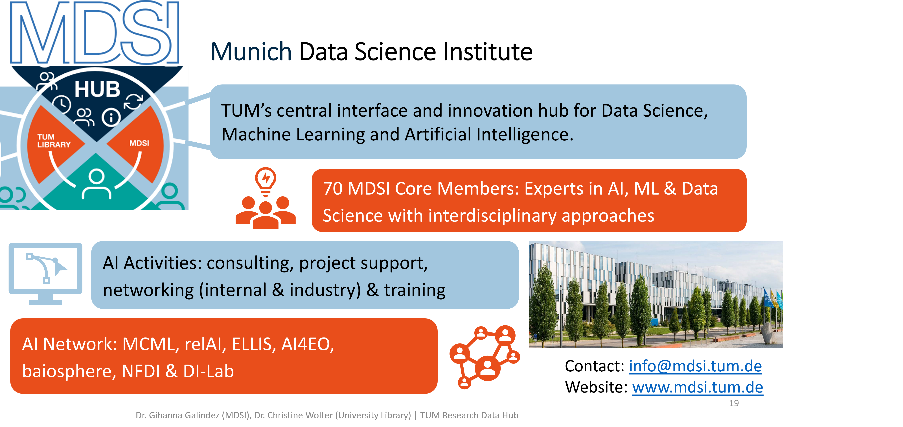 MDSI
Munich Data Science Institute
HUB
TUM
LIBRARY
MDSI
TUM's central interface and innovation hub for Data Science,
Machine Learning and Artificial Intelligence.
70 MDSI Core Members: Experts in AI, ML & Data
Science with interdisciplinary approaches
AI Activities: consulting, project support,
networking (internal & industry) & training
AI Network: MCML, relAI, ELLIS, AI4EO,
baiosphere, NFDI & DI-Lab
Contact: info@mdsi.tum.de
Website: www.mdsi.tum.de
19
Dr. Gihanna Galindez (MDSI), Dr. Christine Wolter (University Library) | TUM Research Data Hub